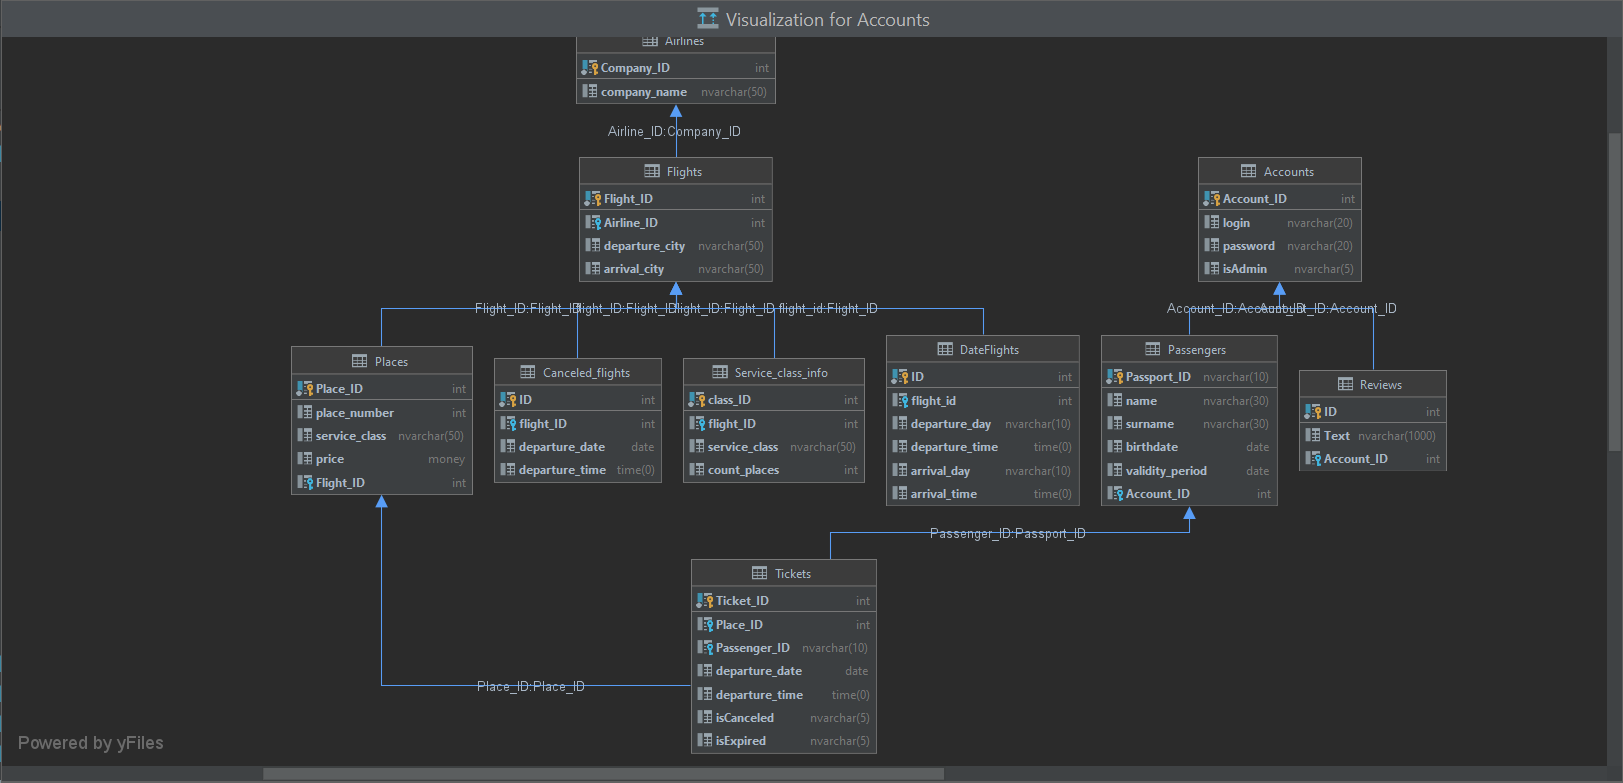 Visualization for Accounts
Airlines
Company_ID int
company_name nvarchar(50)
Airline_ID:Company_ID
Flights
Flight_ID int
Airline_ID int
departure_city nvarchar(50)
arrival_city nvarchar(50)
Accounts
Account_ID int
login nvarchar(20)
password nvarchar(20)
isAdmin nvarchar(5)
Flight_ID:Flight_ID
flight_ID:Flight_ID
flight_ID:Flight_ID
flight_id:Flight_ID
Account_ID:Account_ID
Account_ID:Account_ID
Places
Place_ID int
place_number int
service_class nvarchar(50)
price money
Flight_ID int
Canceled_flights
ID int
flight_ID int
departure_date date
departure_time time(0)
Service_class_info
class_ID int
flight_ID int
service_class nvarchar(50)
count_places int
DateFlights
ID int
flight_id int
departure_day nvarchar(10)
departure_time time(0)
arrival_day nvarchar(10)
arrival_time time(0)
Passengers
Passport_ID nvarchar(10)
name nvarchar(30)
surname nvarchar(30)
birthdate date
validity_period date
Account_ID int
Reviews
ID int
Text nvarchar(1000)
Account_ID int
Passenger_ID:Passport_ID
Tickets
Ticket_ID int
Place_ID int
Passenger_ID nvarchar(10)
departure_date date
departure_time time(0)
isCanceled nvarchar(5)
isExpired nvarchar(5)
Place_ID:Place_ID
Powered by yFiles